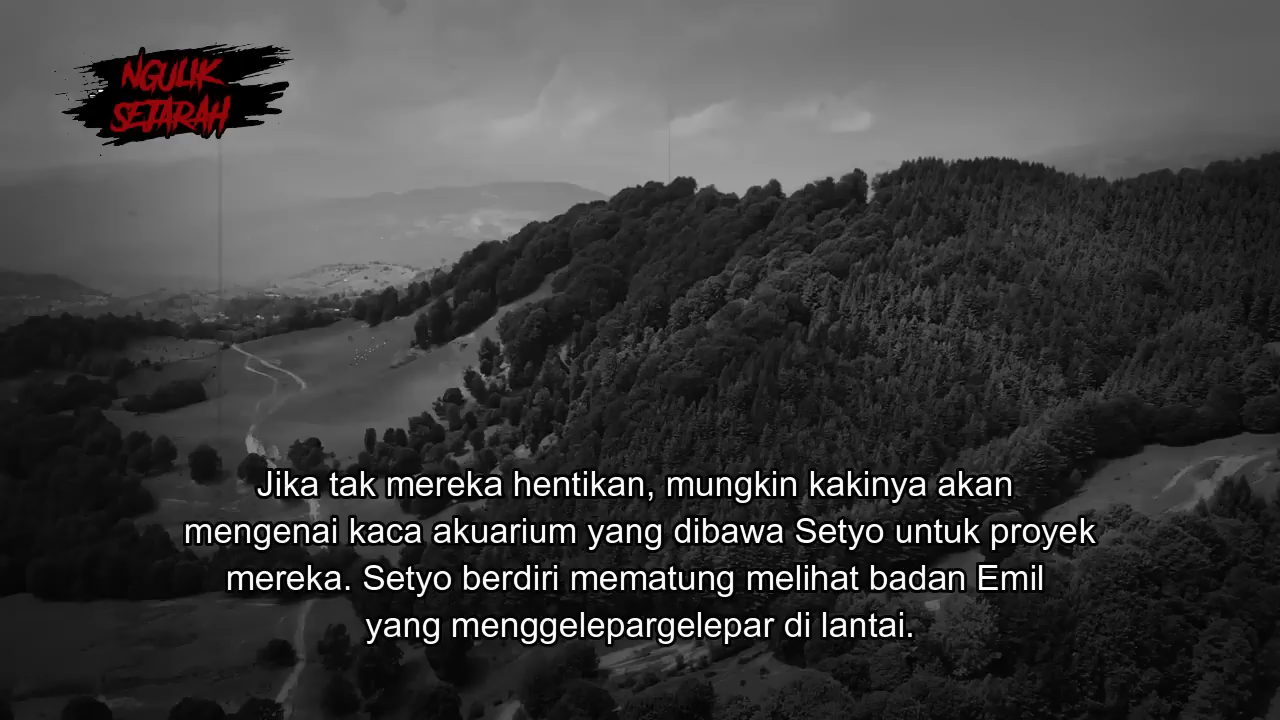 NGULIK
SEJARAH
Jika tak mereka hentikan, mungkin kakinya akan
mengenai kaca akuarium yang dibawa Setyo untuk proyek
mereka. Setyo berdiri mematung melihat badan Emil
yang menggelepargelepar di lantai.